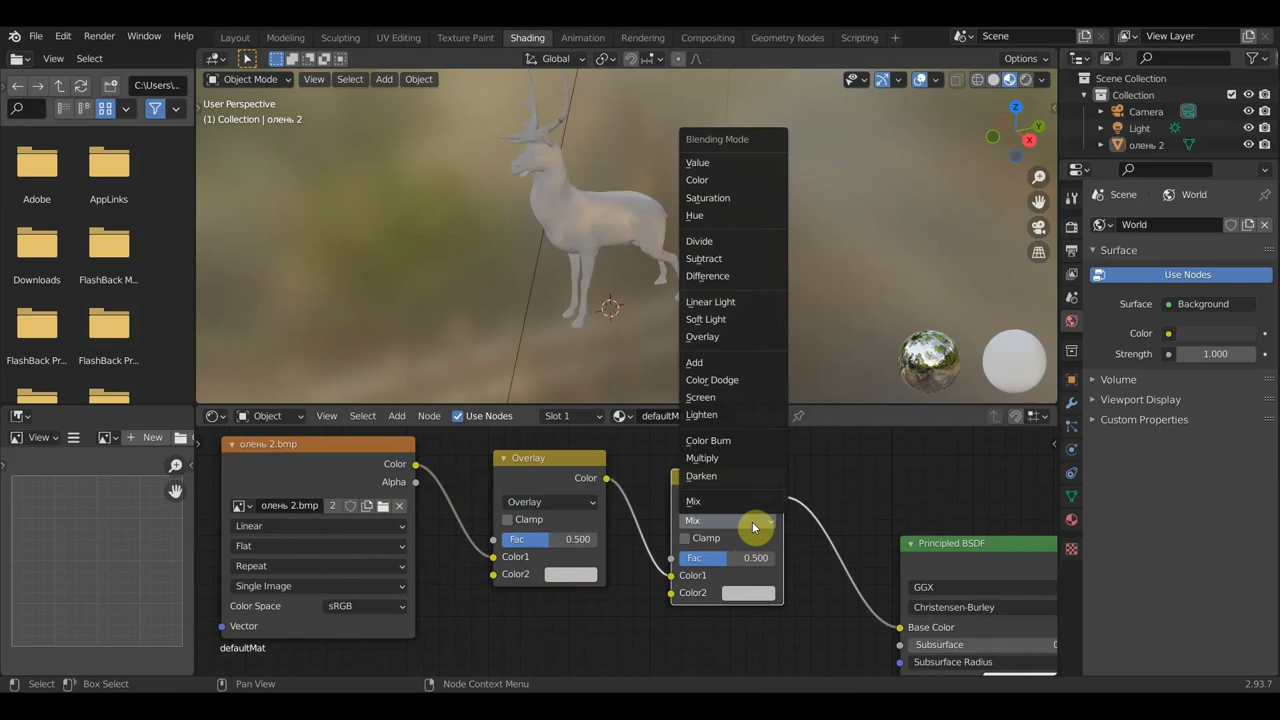 File Edit Render Window Help
Layout Modeling Sculpting UV Editing Texture Paint Shading Animation Rendering Compositing Geometry Nodes Scripting +
Scene
View Layer
View Select
Global
Options
C:\Users\...
Object Mode View Select Add Object
User Perspective
(1) Collection | олень 2
Adobe
AppLinks
Downloads
FlashBack M...
FlashBack Pr...
FlashBack Pr...
Z
Y
X
Blending Mode
Value
Color
Saturation
Hue
Divide
Subtract
Difference
Linear Light
Soft Light
Overlay
Add
Color Dodge
Screen
Lighten
Color Burn
Multiply
Darken
Mix
Mix
Clamp
Fac 0.500
Color1
Color2
Scene Collection
Collection
Camera
Light
олень 2
Scene
World
World
Surface
Use Nodes
Surface Background
Color
Strength 1.000
Volume
Viewport Display
Custom Properties
View
New
Object View Select Add Node Use Nodes Slot 1 defaultM
олень 2.bmp
Color
Alpha
олень 2.bmp 2
Linear
Flat
Repeat
Single Image
Color Space sRGB
Vector
defaultMat
Overlay
Color
Overlay
Clamp
Fac 0.500
Color1
Color2
Principled BSDF
GGX
Christensen-Burley
Base Color
Subsurface 0
Subsurface Radius
Select
Box Select
Pan View
Node Context Menu
2.93.7